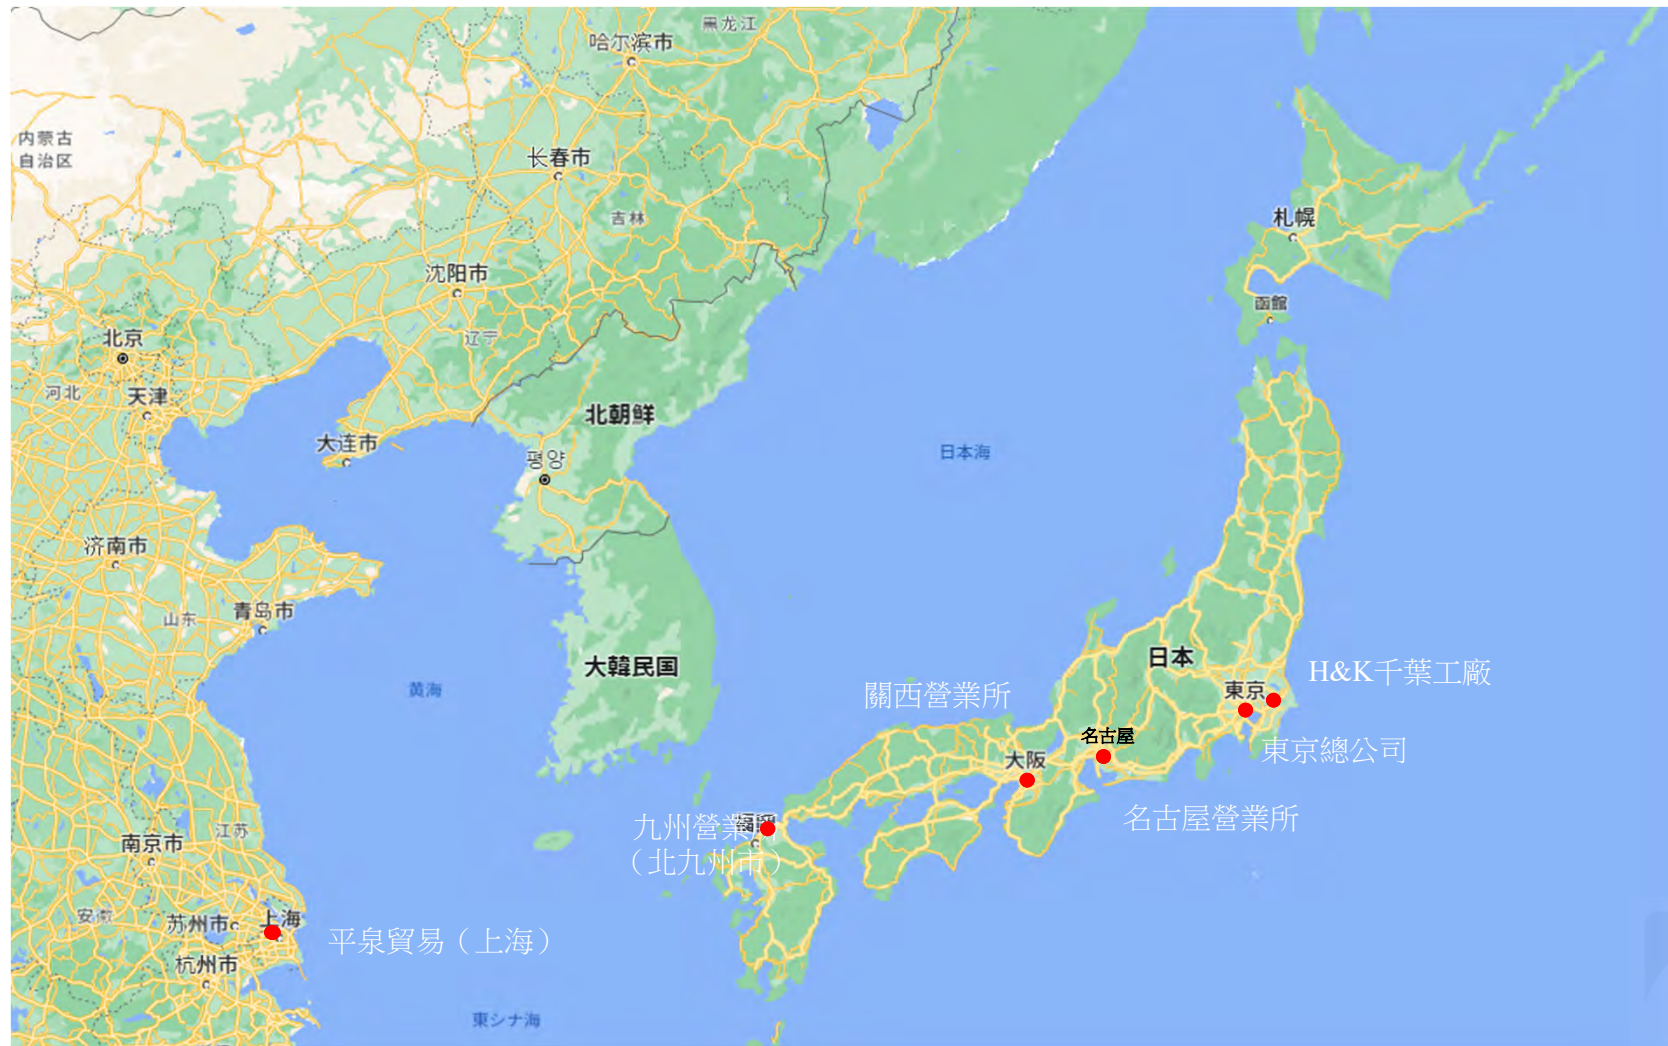 黑龙江
哈尔滨市
内蒙古
自治区
长春市
吉林
札幌
沈阳市
函館
辽宁
北京
河北
天津
北朝鮮
大连市
日本海
평양
济南市
青岛市
山东
日本
大韓民国
H&K千葉工廠
黄海
關西營業所
東京
名古屋
東京總公司
大阪
名古屋營業所
九州營業所
（北九州市）
福岡
江苏
南京市
安徽
苏州市
上海
平泉貿易（上海）
杭州市
東シナ海